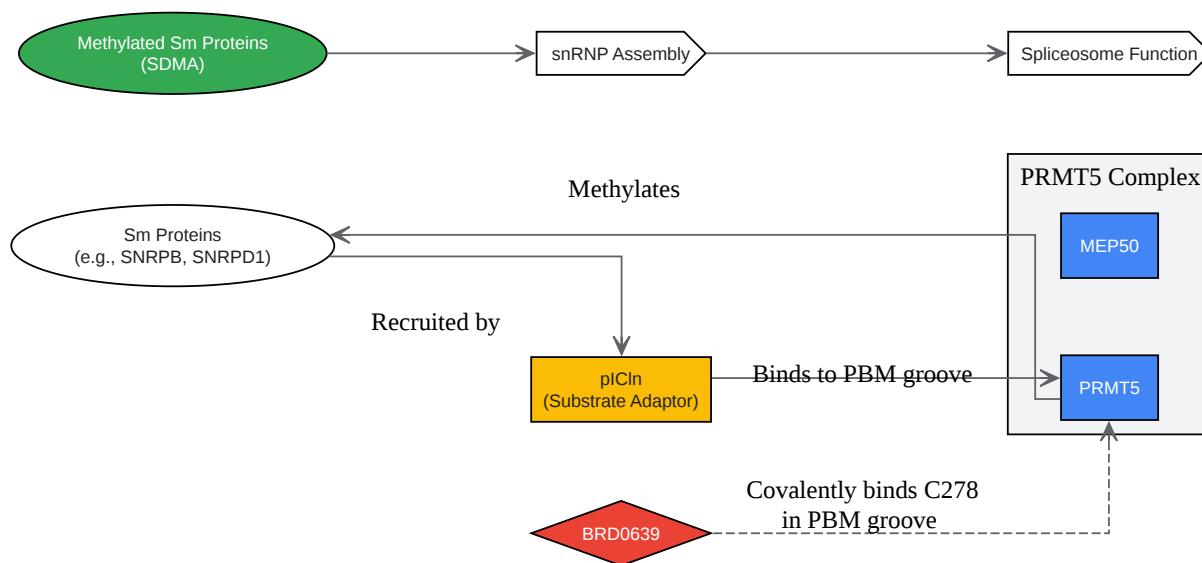 Methylated Sm Proteins
(SDMA)
snRNP Assembly
Spliceosome Function
PRMT5 Complex
Methylates
Sm Proteins
(e.g., SNRPB, SNRPD1)
MEP50
Recruited by
pICln
(Substrate Adaptor)
Binds to PBM groove
PRMT5
Covalently binds C278
in PBM groove
BRD0639